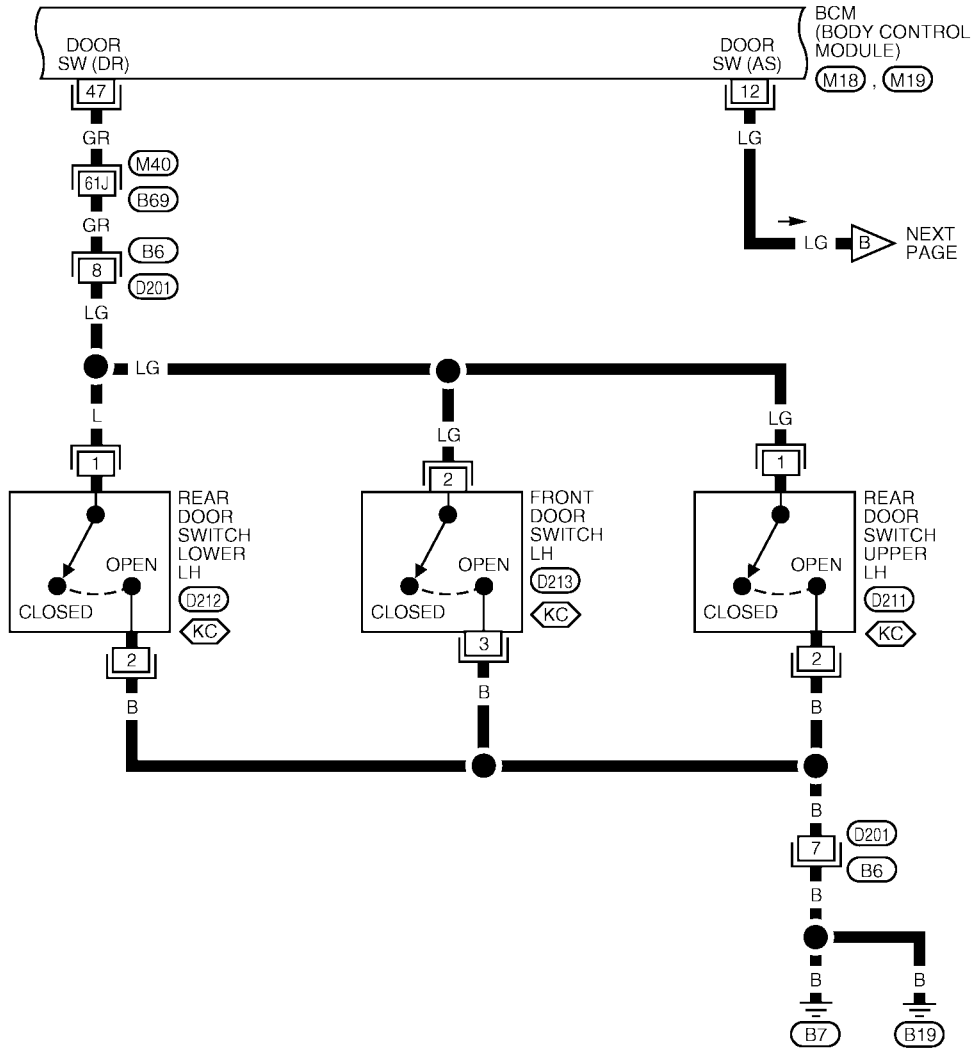 BCM
(BODY CONTROL
MODULE)
M18 , M19
DOOR
SW (DR)
DOOR
SW (AS)
47
12
GR
LG
61J
M40
B69
GR
LG
B
NEXT
PAGE
8
B6
D201
LG
LG
L
LG
LG
1
2
1
REAR
DOOR
SWITCH
LOWER
LH
D212
KC
OPEN
CLOSED
FRONT
DOOR
SWITCH
LH
D213
KC
OPEN
CLOSED
REAR
DOOR
SWITCH
UPPER
LH
D211
KC
OPEN
CLOSED
2
3
2
B
B
B
B
7
D201
B6
B
B
B
B7
B19